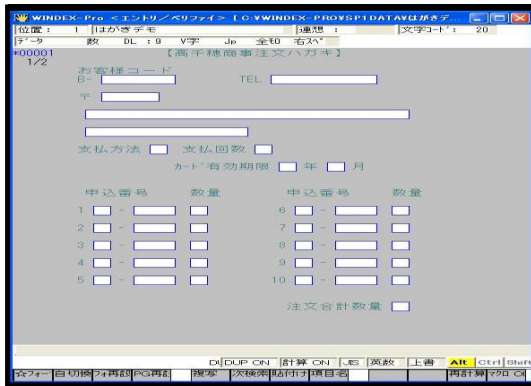 WINDEX-Pro <エントリ/ベリファイ> [ C:¥WINDEX-PRO¥SP1DATA¥はがきデ...
位置: 1 はがきデモ 連想: 文字コード: 20
データ 数 DL:9 V字 Jp 全モロ 右スペ
*00001 【高千穂商事注文ハガキ】
1/2
お客様コード
B- TEL
〒
支払方法 支払回数
カード有効期限 年 月
申込番号 数量 申込番号 数量
1 - 6 -
2 - 7 -
3 - 8 -
4 - 9 -
5 - 10 -
注文合計数量
DUP ON 計算 ON JIS 英数 上書 Alt Ctrl Shift
☆フォー 自切換 フォ再認 PG再認 複写 次検索 貼付け 項目名 再計算 マクロ